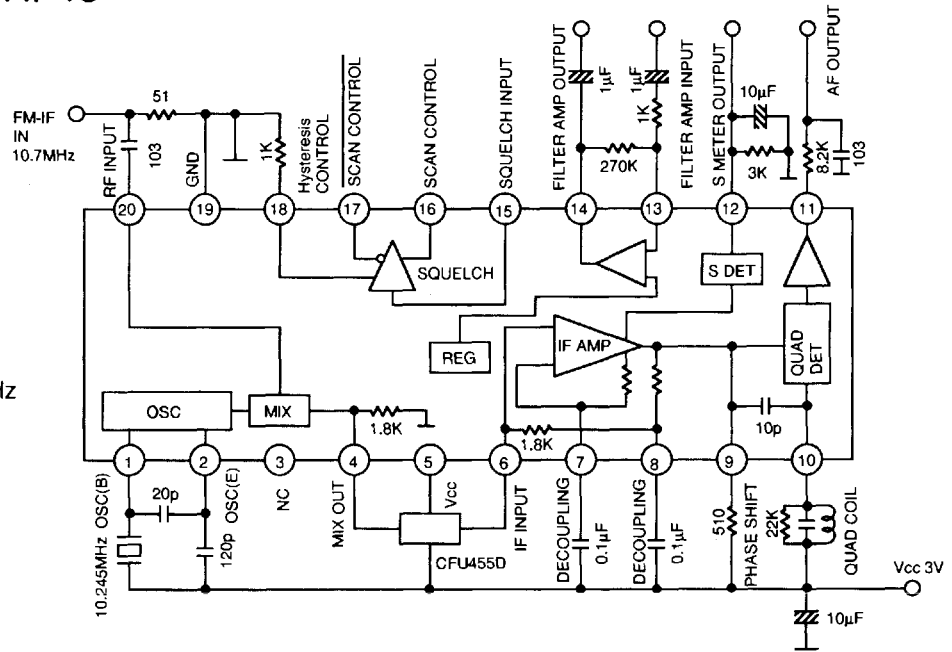 FM-IF
IN
10.7MHz
51
103
RF INPUT
GND
1K
Hysteresis
CONTROL
SCAN CONTROL
SCAN CONTROL
SQUELCH INPUT
FILTER AMP OUTPUT
1μF
1μF
1K
270K
FILTER AMP INPUT
S METER OUTPUT
10μF
3K
AF OUTPUT
8.2K
103
20
19
18
17
16
15
14
13
12
11
SQUELCH
REG
IF AMP
S DET
QUAD
DET
OSC
MIX
1.8K
1.8K
10p
1
2
3
4
5
6
7
8
9
10
10.245MHz OSC(B)
20p
OSC(E)
120p
NC
MIX OUT
Vcc
CFU455D
IF INPUT
DECOUPLING
0.1μF
DECOUPLING
0.1μF
510
PHASE SHIFT
22K
QUAD COIL
Vcc 3V
10μF